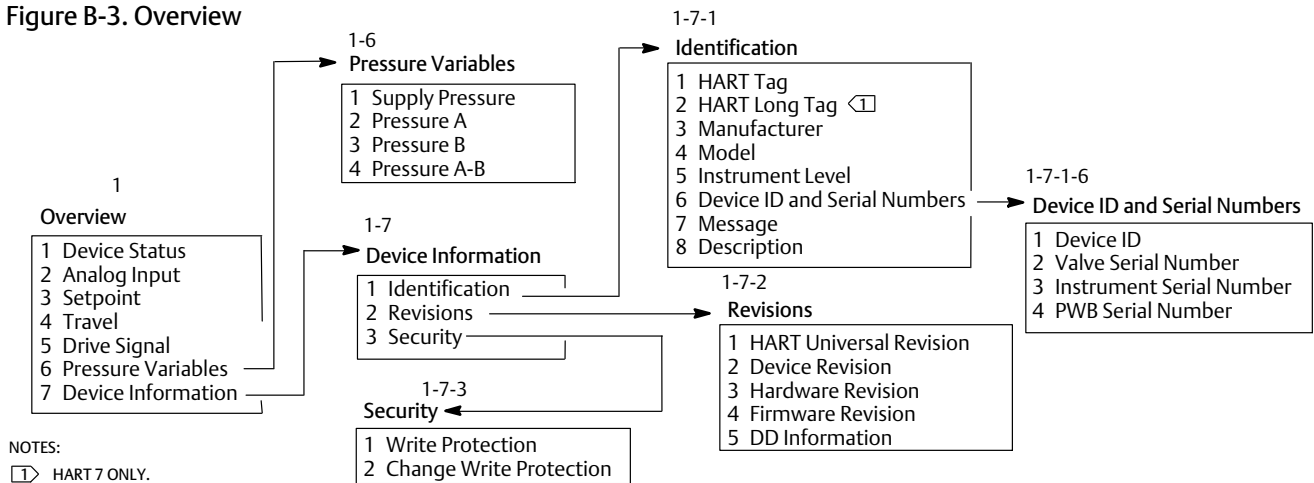 Figure B-3. Overview
1
Overview
1 Device Status
2 Analog Input
3 Setpoint
4 Travel
5 Drive Signal
6 Pressure Variables
7 Device Information
1-6
Pressure Variables
1 Supply Pressure
2 Pressure A
3 Pressure B
4 Pressure A-B
1-7
Device Information
1 Identification
2 Revisions
3 Security
1-7-3
Security
1 Write Protection
2 Change Write Protection
1-7-1
Identification
1 HART Tag
2 HART Long Tag 1
3 Manufacturer
4 Model
5 Instrument Level
6 Device ID and Serial Numbers
7 Message
8 Description
1-7-2
Revisions
1 HART Universal Revision
2 Device Revision
3 Hardware Revision
4 Firmware Revision
5 DD Information
1-7-1-6
Device ID and Serial Numbers
1 Device ID
2 Valve Serial Number
3 Instrument Serial Number
4 PWB Serial Number
NOTES:
1 HART 7 ONLY.